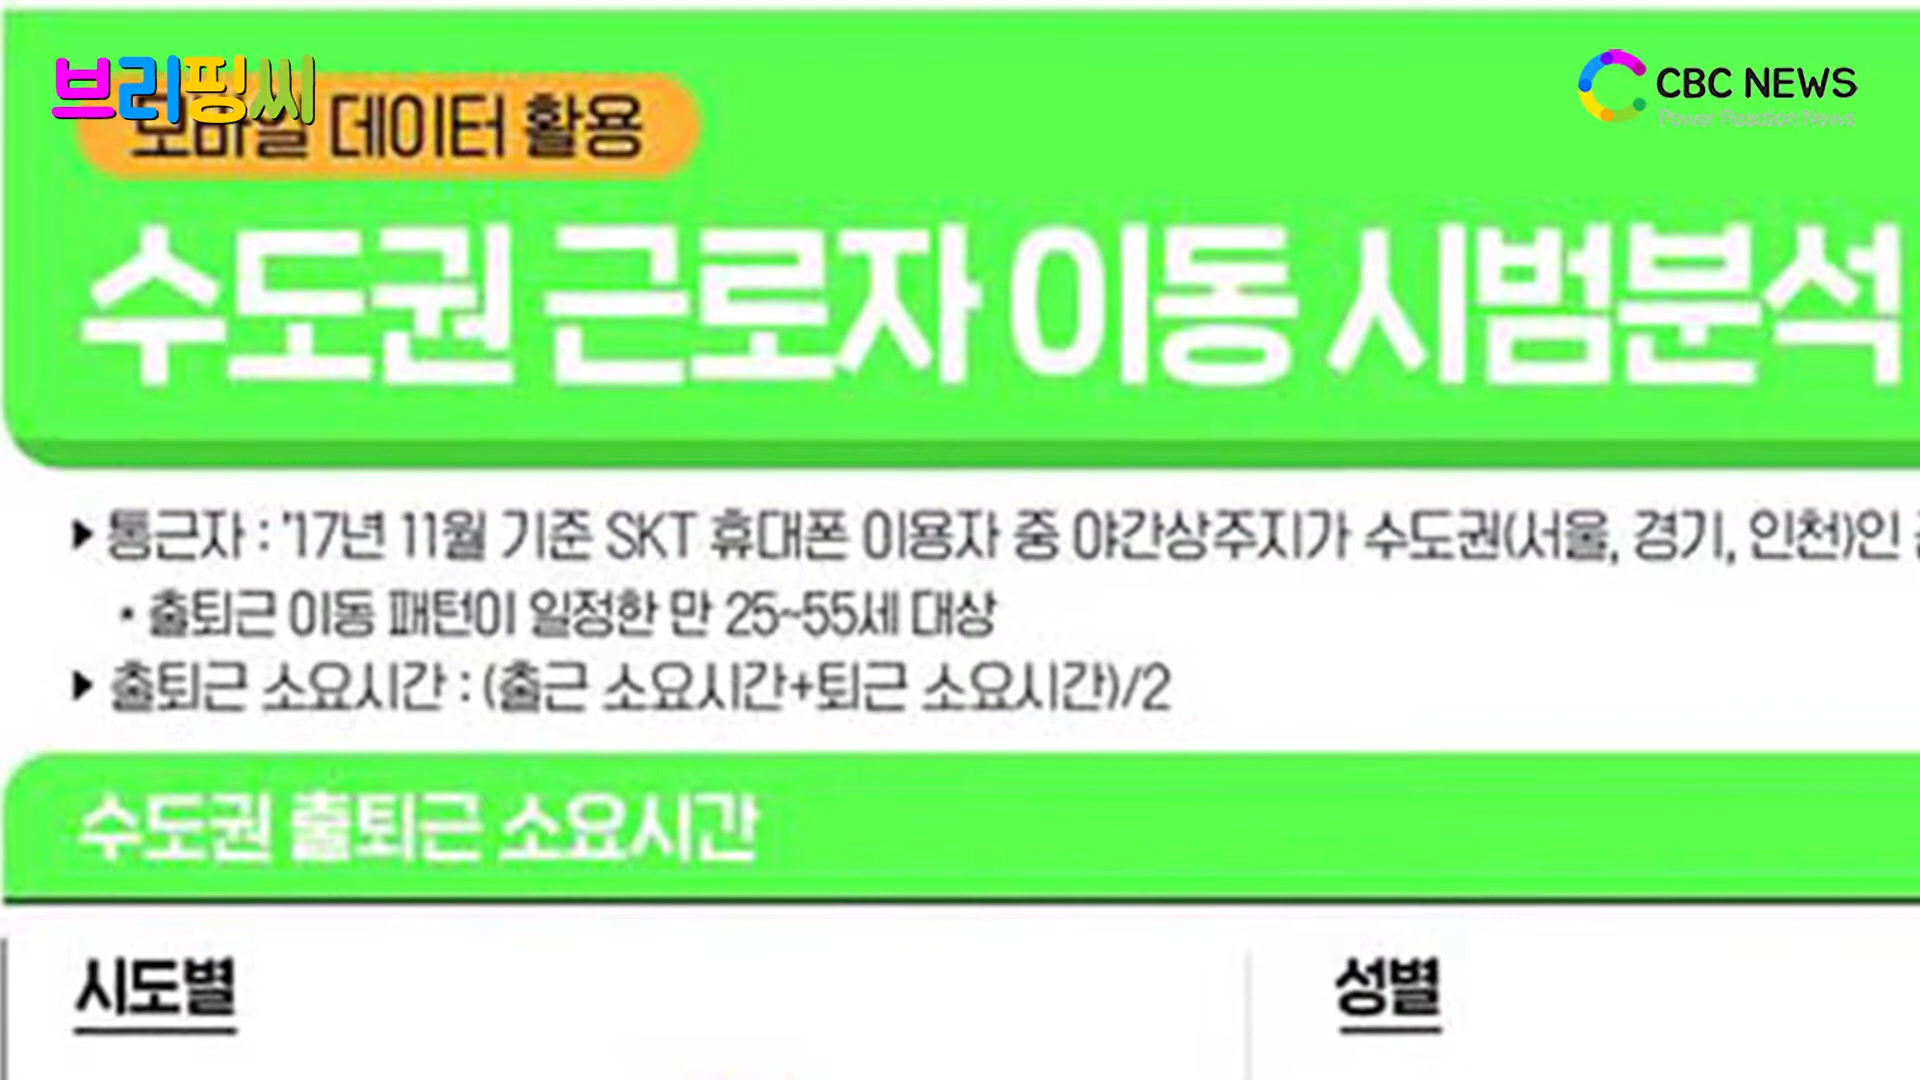 브리핑씨
CBC NEWS
Power Reaction News
모바일 데이터 활용
수도권 근로자 이동 시범분석
▶ 통근자 : '17년 11월 기준 SKT 휴대폰 이용자 중 야간상주지가 수도권(서울, 경기, 인천)인
• 출퇴근 이동 패턴이 일정한 만 25~55세 대상
▶ 출퇴근 소요시간 : (출근 소요시간+퇴근 소요시간)/2
수도권 출퇴근 소요시간
시도별
성별